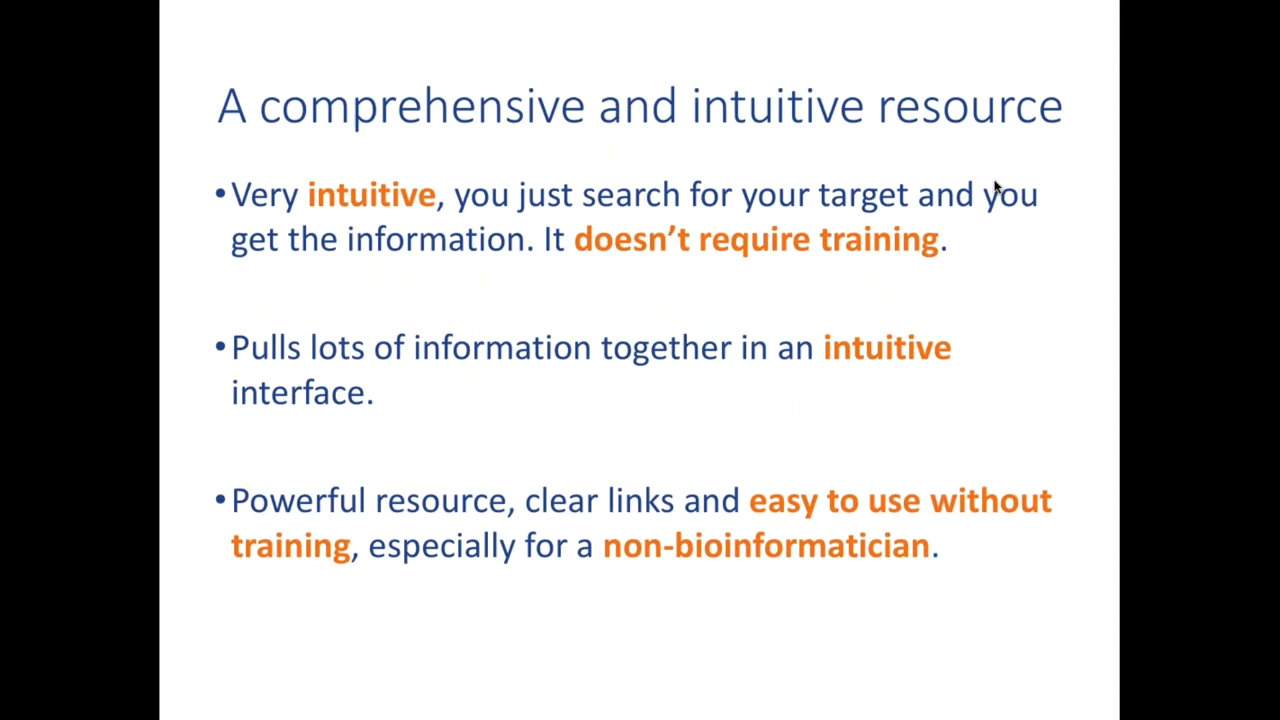 A comprehensive and intuitive resource
•Very intuitive, you just search for your target and you
get the information. It doesn’t require training.
•Pulls lots of information together in an intuitive
interface.
•Powerful resource, clear links and easy to use without
training, especially for a non-bioinformatician.